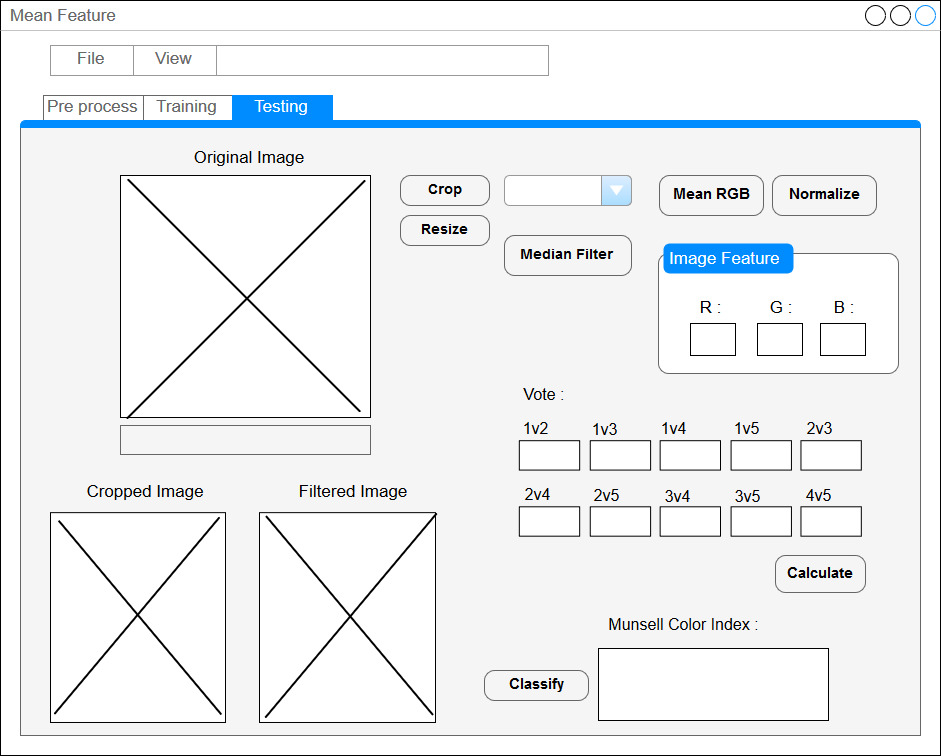 Mean Feature
File View
Pre process Training Testing
Original Image
Crop
Resize
Median Filter
Mean RGB Normalize
Image Feature
R : G : B :
Vote :
1v2 1v3 1v4 1v5 2v3
2v4 2v5 3v4 3v5 4v5
Calculate
Cropped Image Filtered Image
Munsell Color Index :
Classify